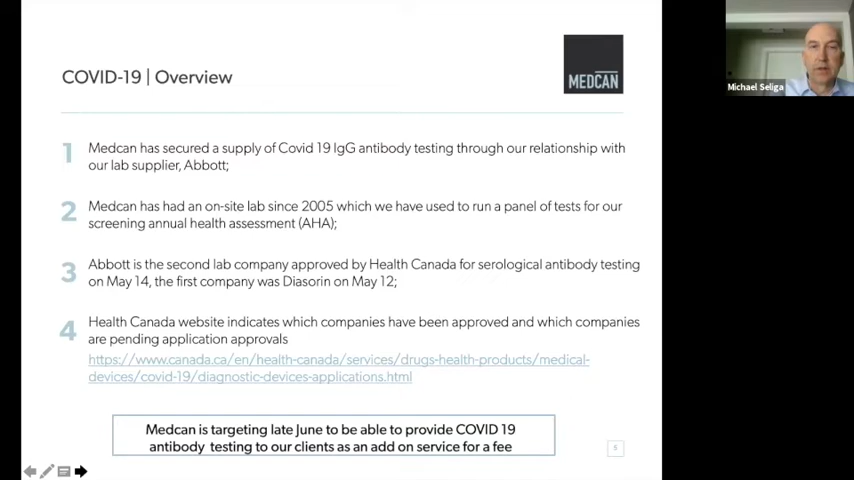 COVID-19 | Overview
MEDCAN
Michael Seliga
1 Medcan has secured a supply of Covid 19 IgG antibody testing through our relationship with
our lab supplier, Abbott;
2 Medcan has had an on-site lab since 2005 which we have used to run a panel of tests for our
screening annual health assessment (AHA);
3 Abbott is the second lab company approved by Health Canada for serological antibody testing
on May 14, the first company was Diasorin on May 12;
4 Health Canada website indicates which companies have been approved and which companies
are pending application approvals
https://www.canada.ca/en/health-canada/services/drugs-health-products/medical-
devices/covid-19/diagnostic-devices-applications.html
Medcan is targeting late June to be able to provide COVID 19
antibody testing to our clients as an add on service for a fee
5